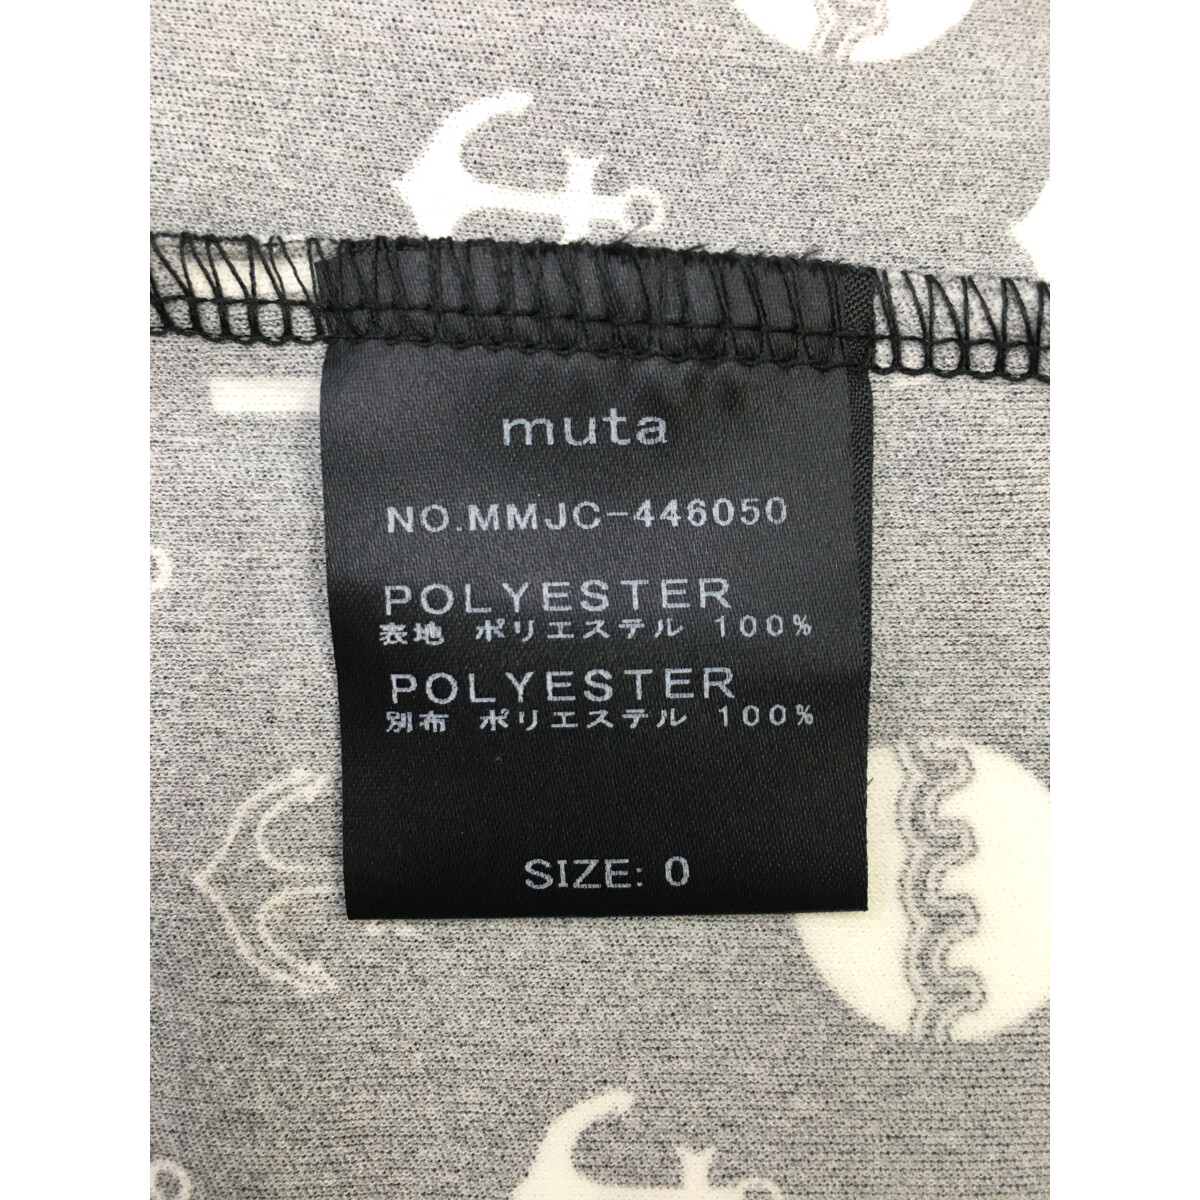 muta
NO.MMJC-446050
POLYESTER
表地 ポリエステル 100%
POLYESTER
別布 ポリエステル 100%
SIZE: 0